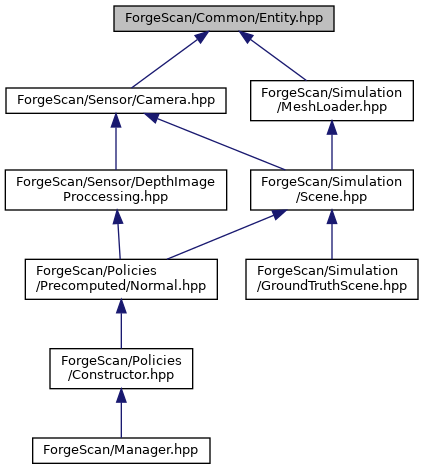 ForgeScan/Common/Entity.hpp
ForgeScan/Sensor/Camera.hpp
ForgeScan/Simulation
/MeshLoader.hpp
ForgeScan/Sensor/DepthImage
Proccessing.hpp
ForgeScan/Simulation
/Scene.hpp
ForgeScan/Policies
/Precomputed/Normal.hpp
ForgeScan/Simulation
/GroundTruthScene.hpp
ForgeScan/Policies
/Constructor.hpp
ForgeScan/Manager.hpp